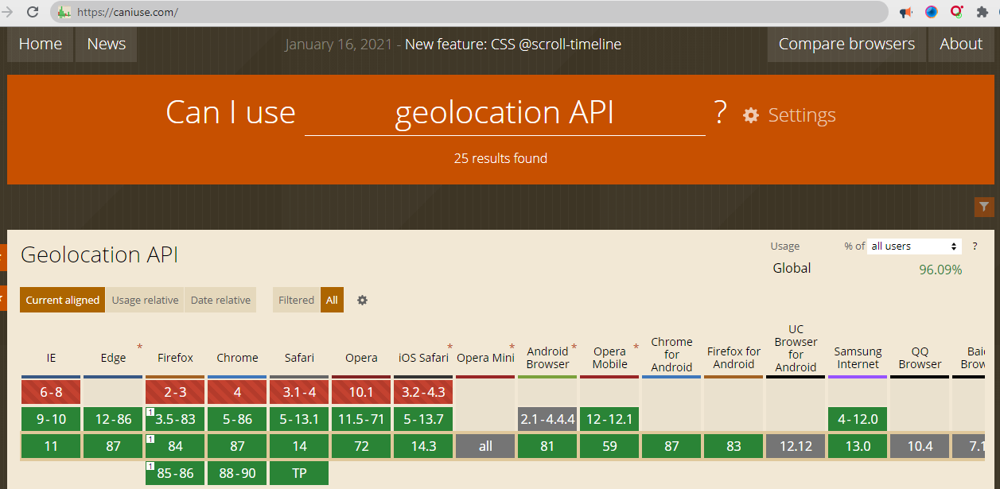 https://caniuse.com/
Home News January 16, 2021 - New feature: CSS @scroll-timeline Compare browsers About
Can I use geolocation API ? Settings
25 results found
Geolocation API
Usage % of all users ?
Global 96.09%
Current aligned Usage relative Date relative Filtered All
IE Edge * Firefox Chrome Safari Opera iOS Safari * Opera Mini * Android Browser * Opera Mobile * Chrome for Android Firefox for Android UC Browser for Android Samsung Internet QQ Browser
6-8 2-3 4 3.1-4 10.1 3.2-4.3
9-10 12-86 1 3.5-83 5-86 5-13.1 11.5-71 5-13.7 2.1-4.4.4 12-12.1 4-12.0
11 87 1 84 87 14 72 14.3 all 81 59 87 83 12.12 13.0 10.4
1 85-86 88-90 TP